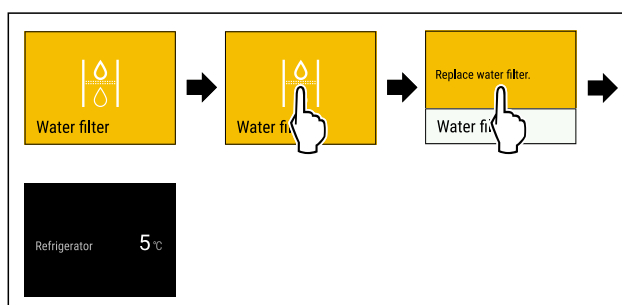 Water filter
Water fi
Replace water filter.
Water fi
Refrigerator 5 °C